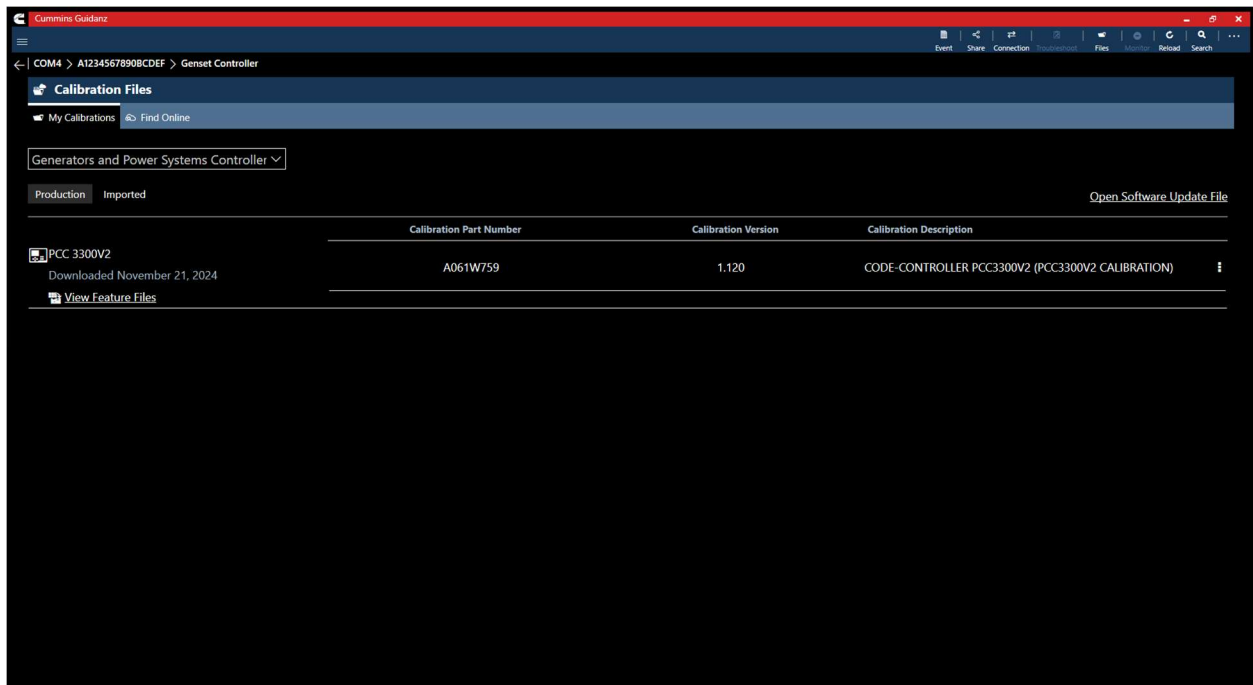 Cummins Guidanz
Event Share Connection Troubleshoot Files Monitor Reload Search
COM4 > A1234567890BCDEF > Genset Controller
Calibration Files
My Calibrations Find Online
Generators and Power Systems Controller
Production Imported
Open Software Update File
Calibration Part Number Calibration Version Calibration Description
PCC 3300V2
Downloaded November 21, 2024
A061W759 1.120 CODE-CONTROLLER PCC3300V2 (PCC3300V2 CALIBRATION)
View Feature Files